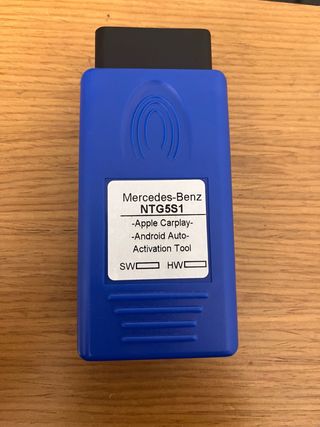 Mercedes-Benz
NTG5S1
-Apple Carplay-
-Android Auto-
Activation Tool
SW HW